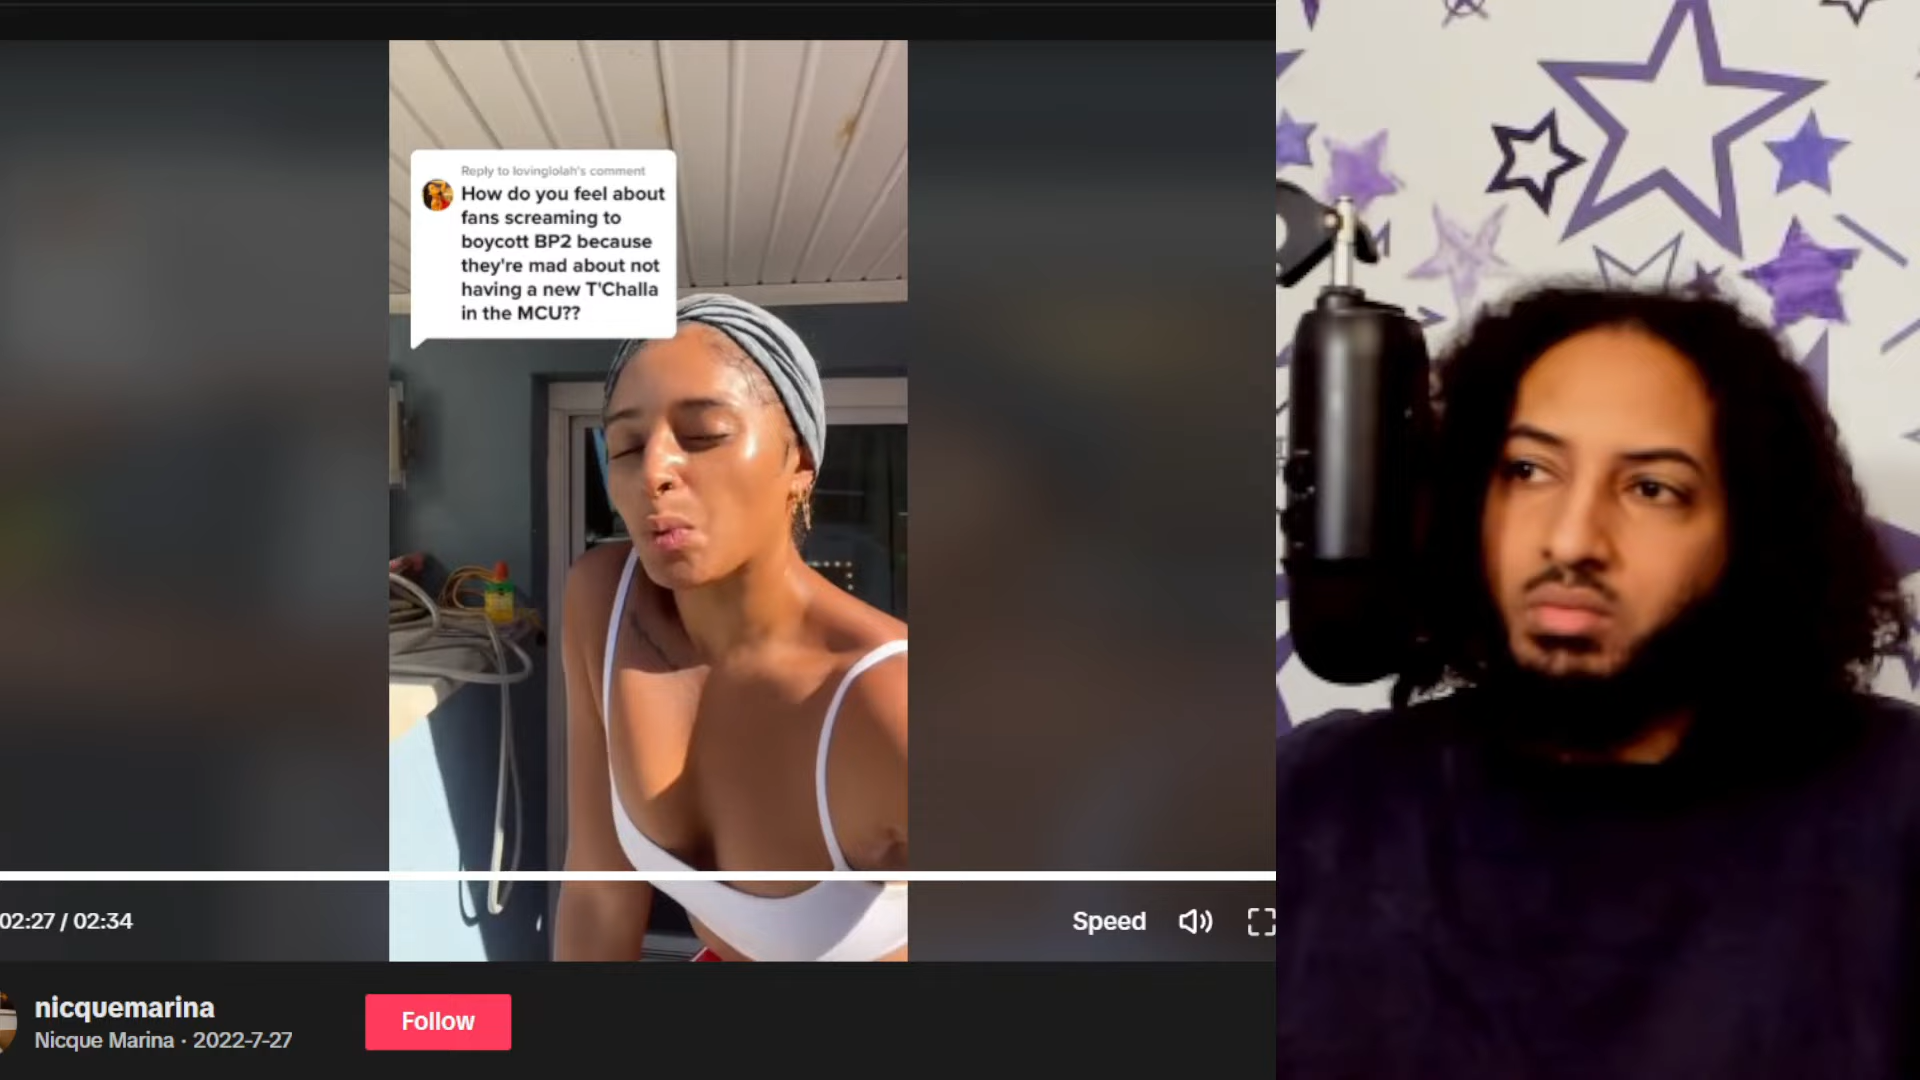 Reply to lovinglolah's comment
How do you feel about
fans screaming to
boycott BP2 because
they're mad about not
having a new T'Challa
in the MCU??
02:27 / 02:34
Speed
nicquemarina
Nicque Marina · 2022-7-27
Follow